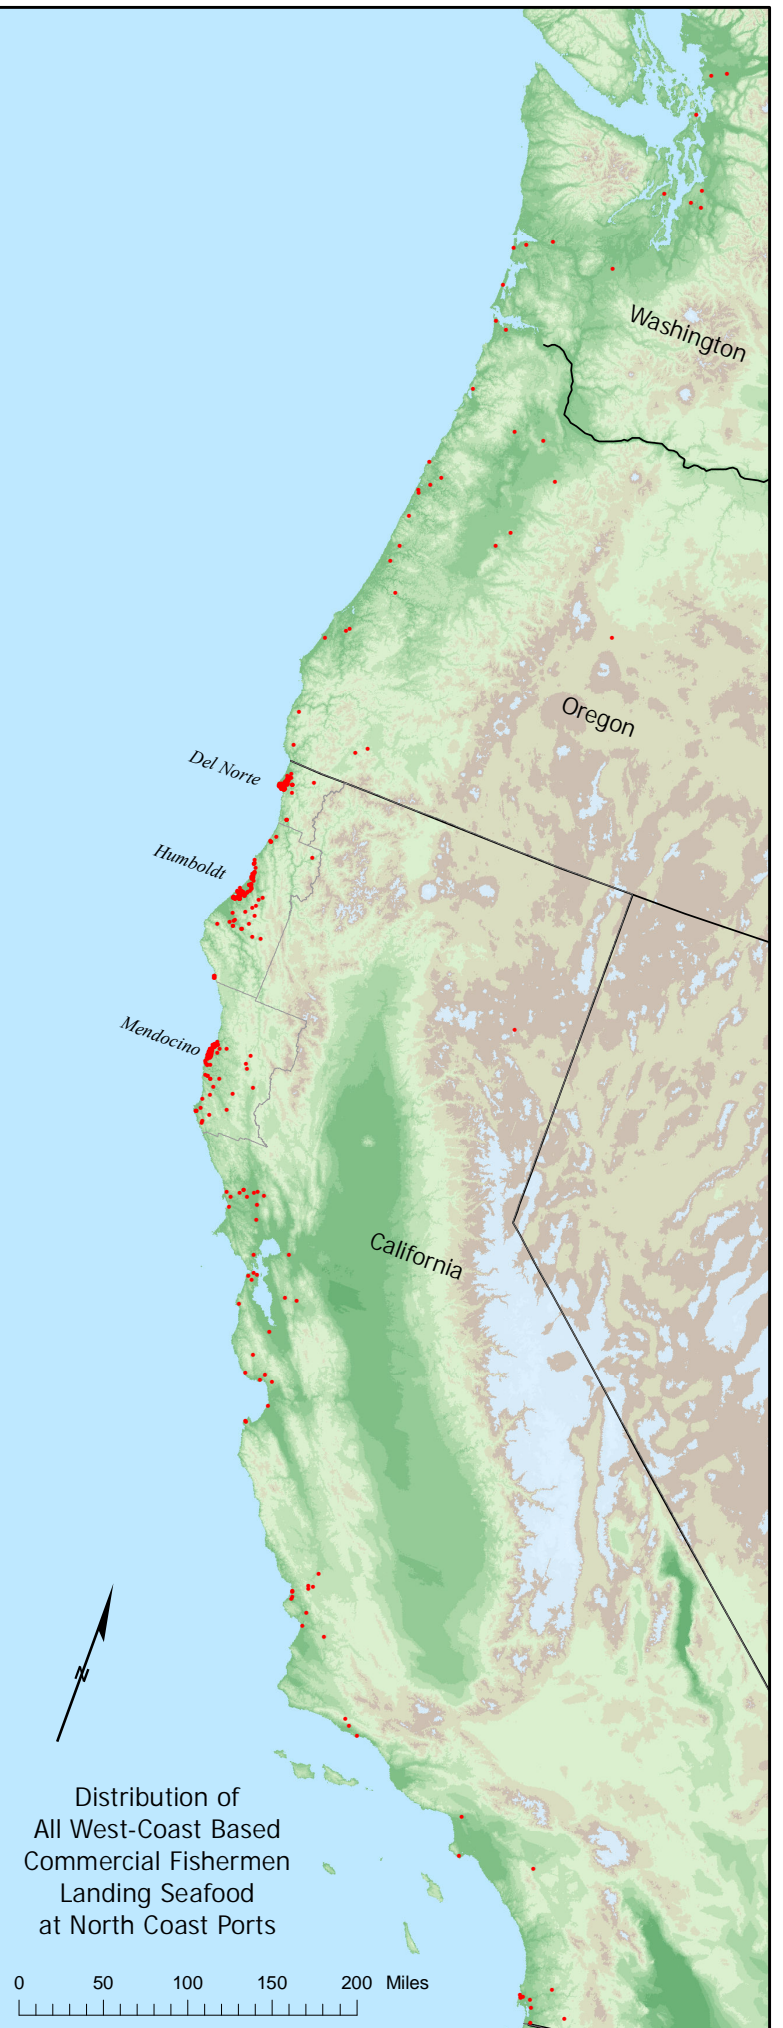 Washington
Oregon
Del Norte
Humboldt
Mendocino
California
N
Distribution of
All West-Coast Based
Commercial Fishermen
Landing Seafood
at North Coast Ports
0 50 100 150 200 Miles